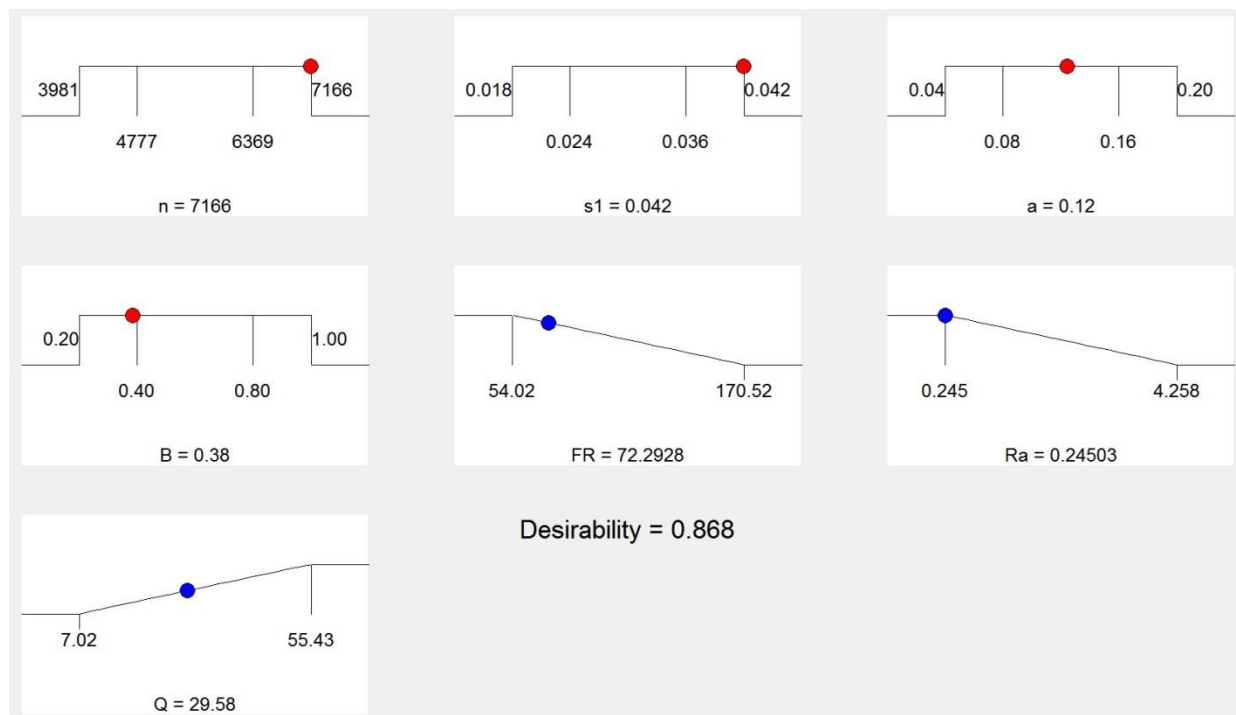 3981 7166
4777 6369
n = 7166
0.018 0.042
0.024 0.036
s1 = 0.042
0.04 0.20
0.08 0.16
a = 0.12
0.20 1.00
0.40 0.80
B = 0.38
54.02 170.52
FR = 72.2928
0.245 4.258
Ra = 0.24503
Desirability = 0.868
7.02 55.43
Q = 29.58